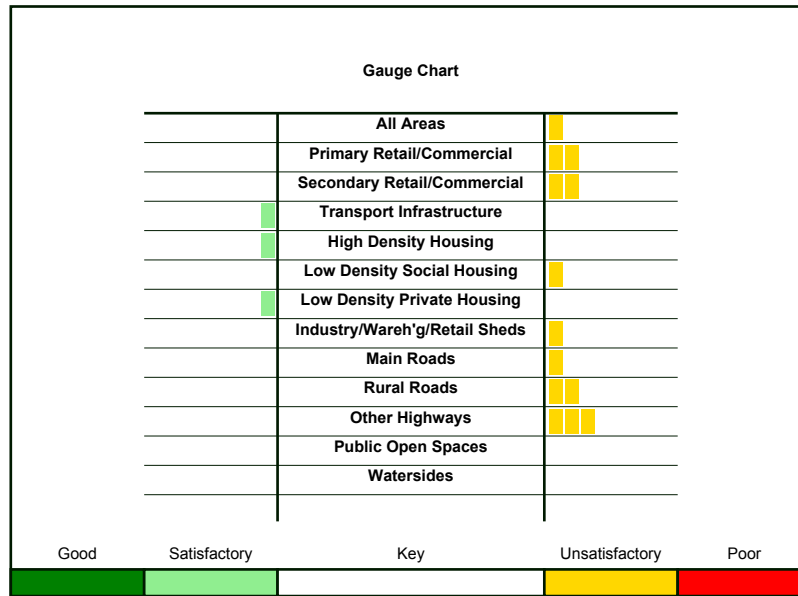 Gauge Chart
All Areas
Primary Retail/Commercial
Secondary Retail/Commercial
Transport Infrastructure
High Density Housing
Low Density Social Housing
Low Density Private Housing
Industry/Wareh'g/Retail Sheds
Main Roads
Rural Roads
Other Highways
Public Open Spaces
Watersides
Good Satisfactory Key Unsatisfactory Poor